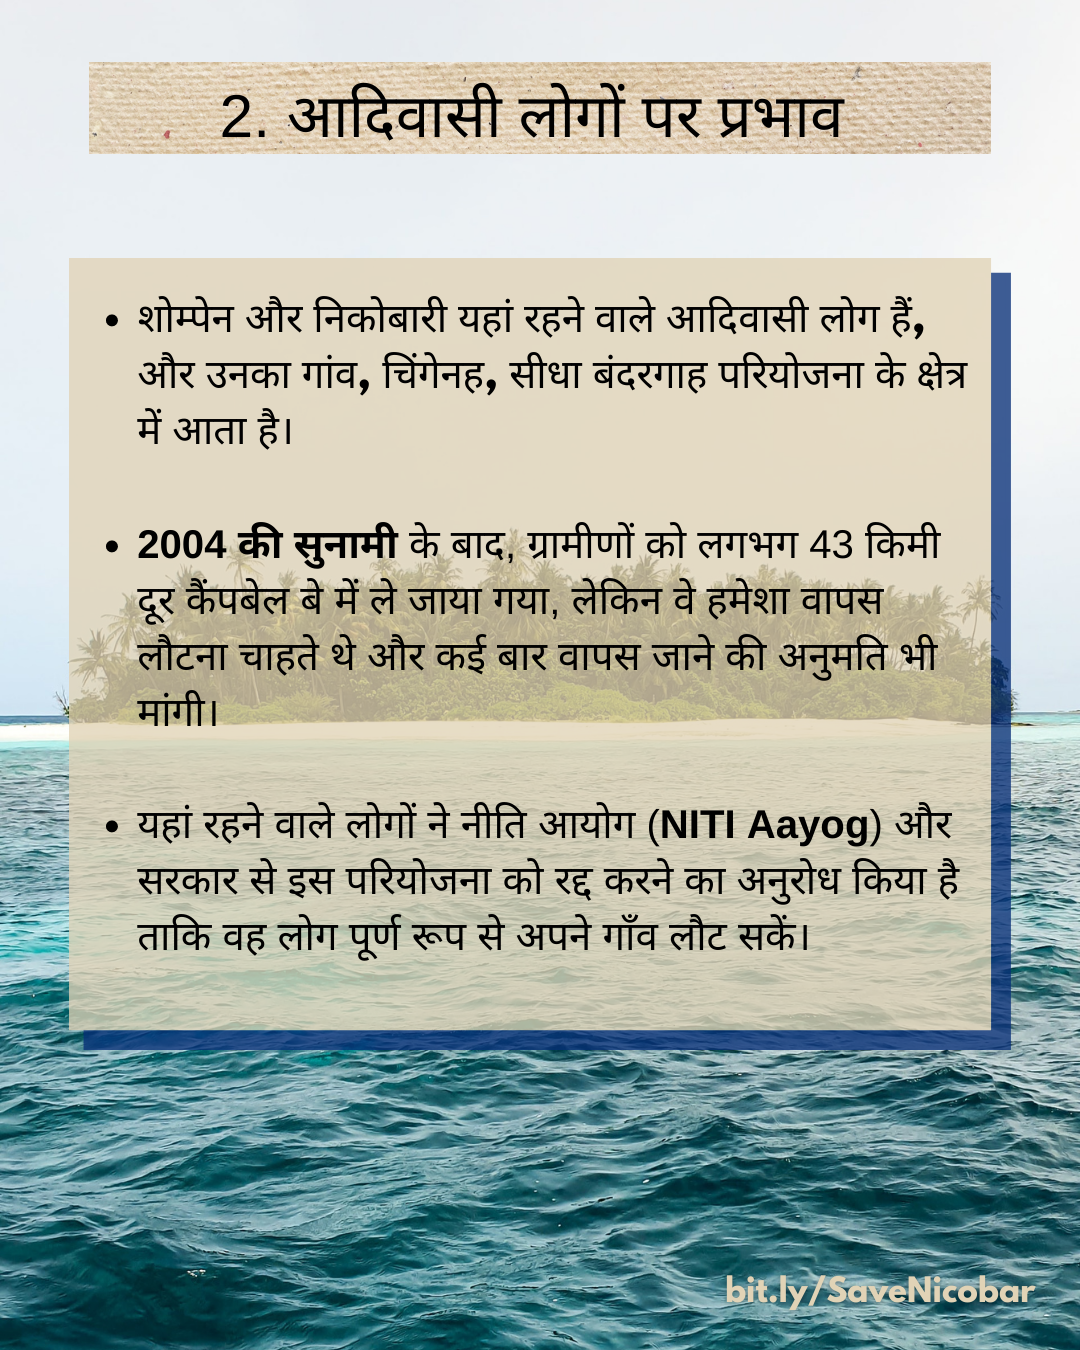 2. आदिवासी लोगों पर प्रभाव
• शोम्पेन और निकोबारी यहां रहने वाले आदिवासी लोग हैं,
और उनका गांव, चिंगेनह, सीधा बंदरगाह परियोजना के क्षेत्र
में आता है।
• 2004 की सुनामी के बाद, ग्रामीणों को लगभग 43 किमी
दूर कैंपबेल बे में ले जाया गया, लेकिन वे हमेशा वापस
लौटना चाहते थे और कई बार वापस जाने की अनुमति भी
मांगी।
• यहां रहने वाले लोगों ने नीति आयोग (NITI Aayog) और
सरकार से इस परियोजना को रद्द करने का अनुरोध किया है
ताकि वह लोग पूर्ण रूप से अपने गाँव लौट सकें।
bit.ly/SaveNicobar